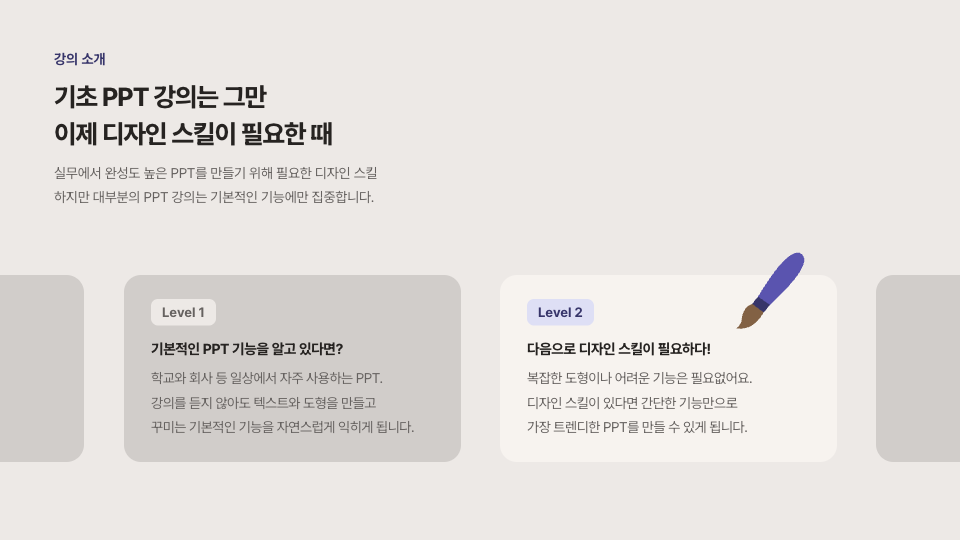 강의 소개
기초 PPT 강의는 그만
이제 디자인 스킬이 필요한 때
실무에서 완성도 높은 PPT를 만들기 위해 필요한 디자인 스킬
하지만 대부분의 PPT 강의는 기본적인 기능에만 집중합니다.
Level 1
기본적인 PPT 기능을 알고 있다면?
학교와 회사 등 일상에서 자주 사용하는 PPT.
강의를 듣지 않아도 텍스트와 도형을 만들고
꾸미는 기본적인 기능을 자연스럽게 익히게 됩니다.
Level 2
다음으로 디자인 스킬이 필요하다!
복잡한 도형이나 어려운 기능은 필요없어요.
디자인 스킬이 있다면 간단한 기능만으로
가장 트렌디한 PPT를 만들 수 있게 됩니다.